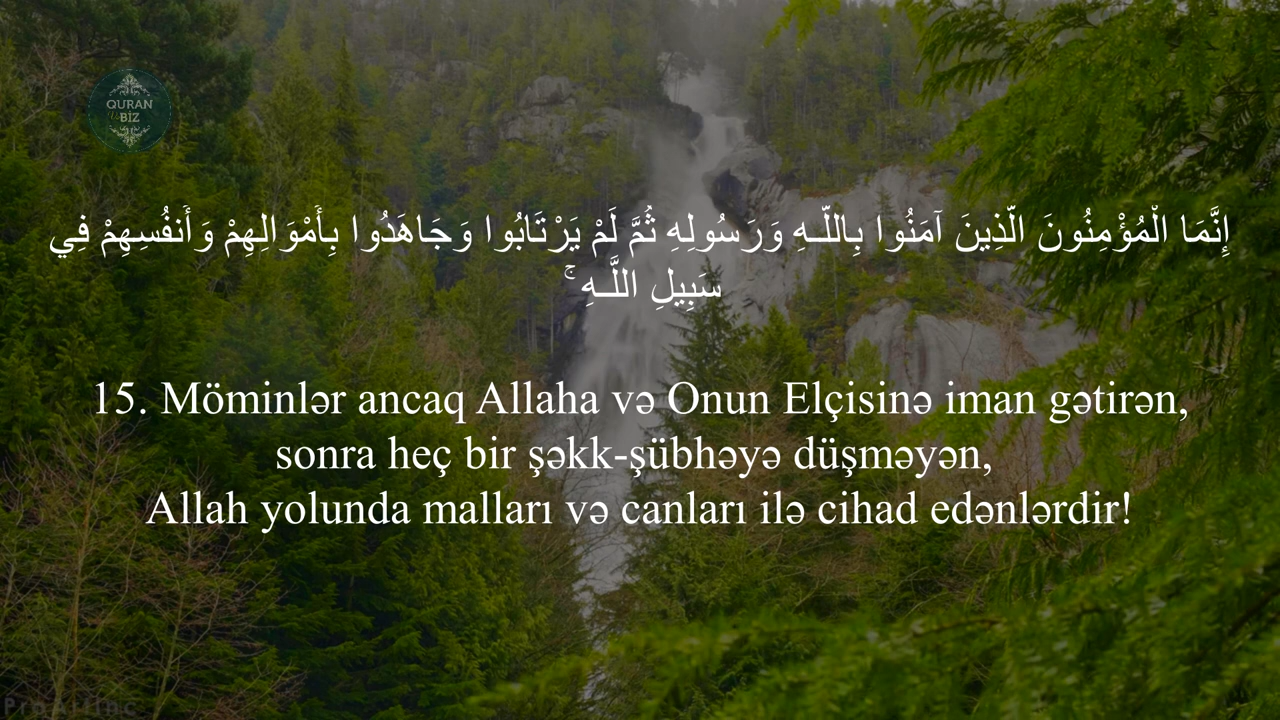 QURAN
BİZ
إِنَّمَا الْمُؤْمِنُونَ الَّذِينَ آمَنُوا بِاللَّـهِ وَرَسُولِهِ ثُمَّ لَمْ يَرْتَابُوا وَجَاهَدُوا بِأَمْوَالِهِمْ وَأَنفُسِهِمْ فِي
سَبِيلِ اللَّـهِ ۚ
15. Möminlər ancaq Allaha və Onun Elçisinə iman gətirən,
sonra heç bir şəkk-şübhəyə düşməyən,
Allah yolunda malları və canları ilə cihad edənlərdir!
ProArtInc